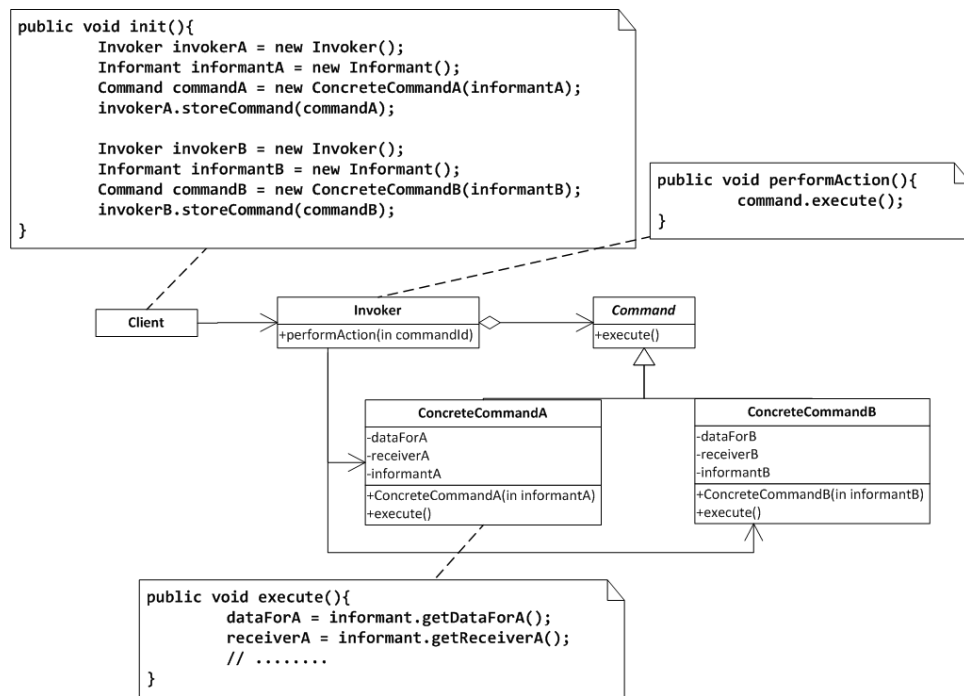 public void init(){
Invoker invokerA = new Invoker();
Informant informantA = new Informant();
Command commandA = new ConcreteCommandA(informantA);
invokerA.storeCommand(commandA);
Invoker invokerB = new Invoker();
Informant informantB = new Informant();
Command commandB = new ConcreteCommandB(informantB);
invokerB.storeCommand(commandB);
}
public void performAction(){
command.execute();
}
Client
Invoker
+performAction(in commandId)
Command
+execute()
ConcreteCommandA
-dataForA
-receiverA
-informantA
+ConcreteCommandA(in informantA)
+execute()
ConcreteCommandB
-dataForB
-receiverB
-informantB
+ConcreteCommandB(in informantB)
+execute()
public void execute(){
dataForA = informant.getDataForA();
receiverA = informant.getReceiverA();
// ........
}